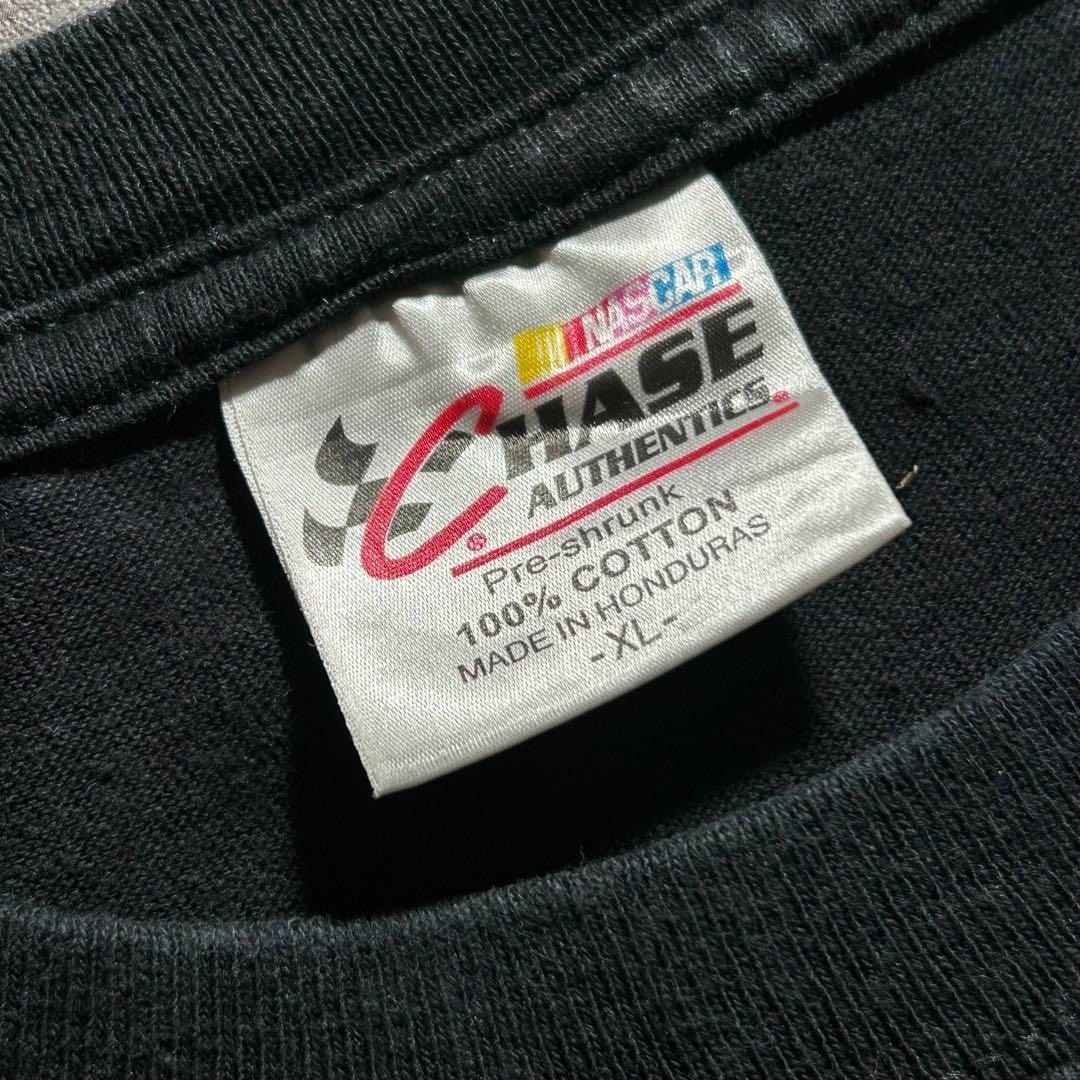 NASCAR
CHASE
AUTHENTICS®
®
Pre-shrunk
100% COTTON
MADE IN HONDURAS
- XL -